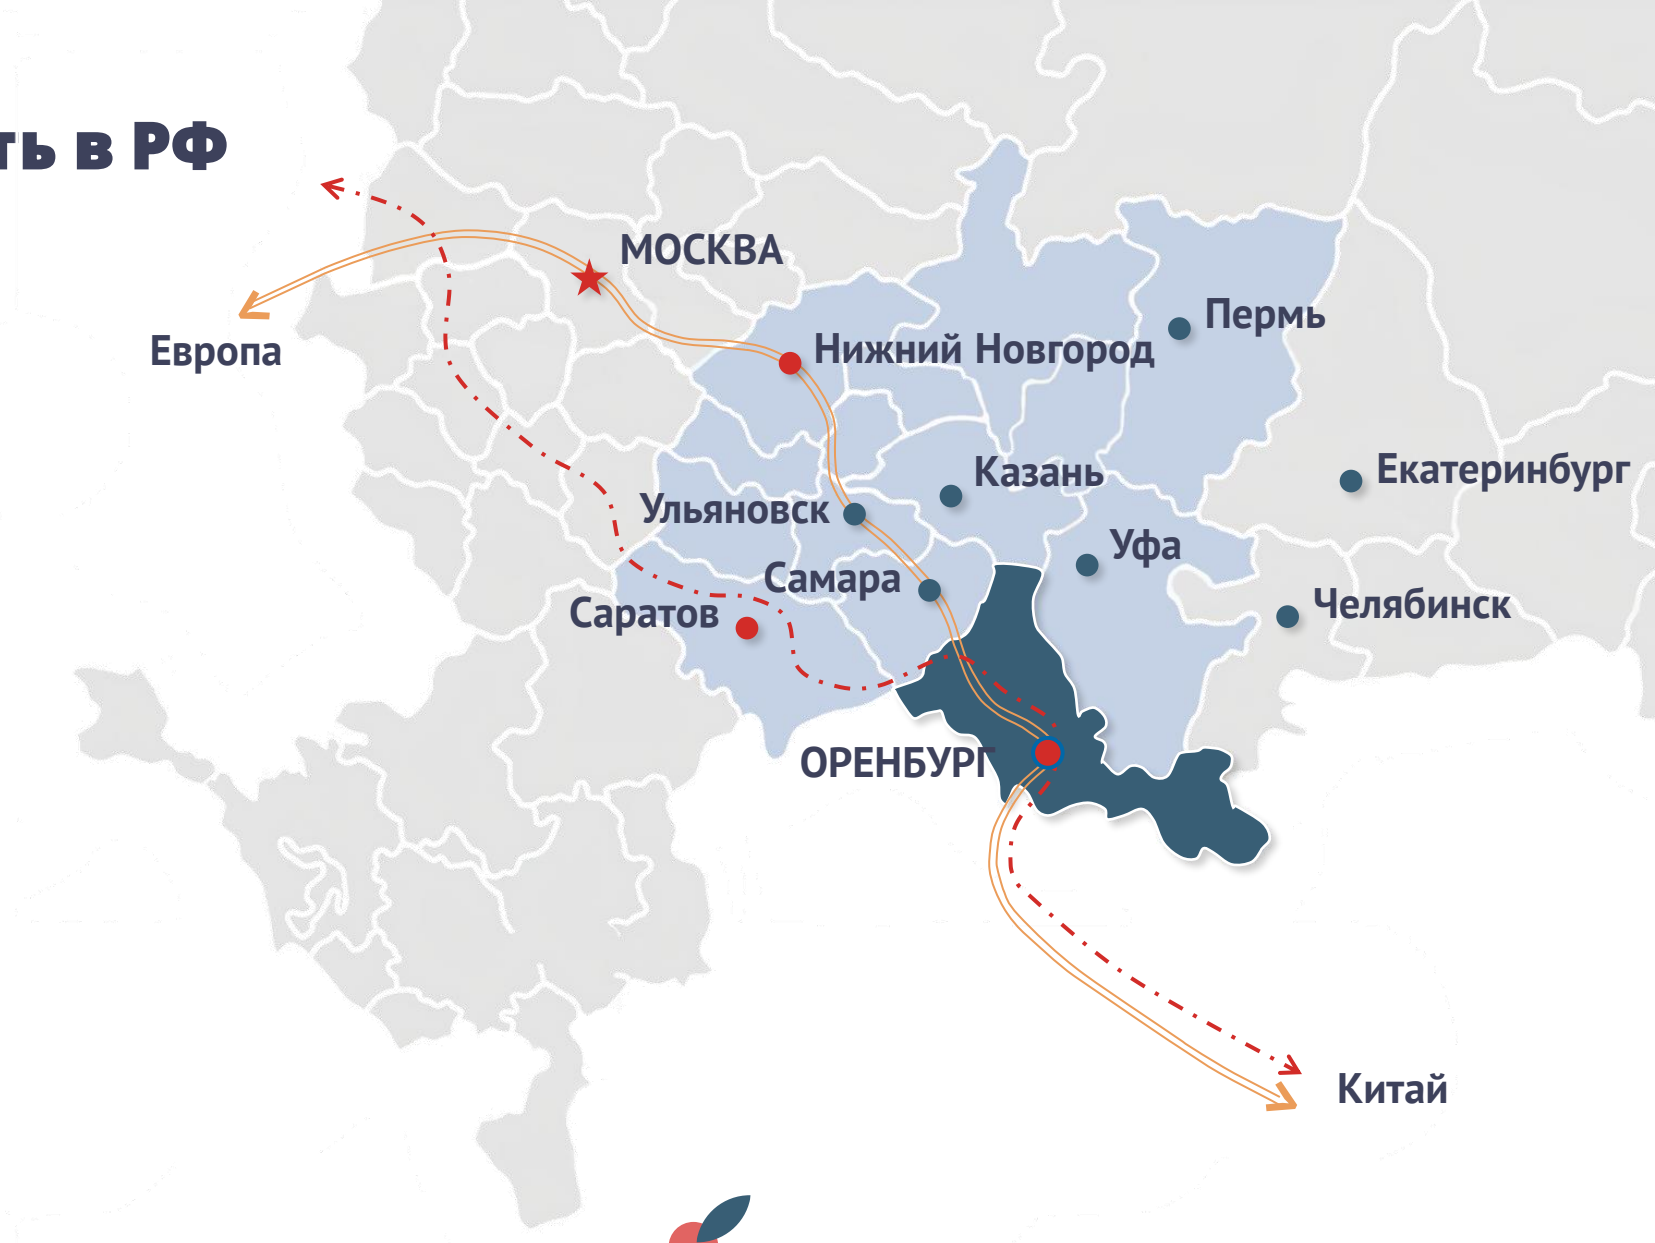 ть в РФ
МОСКВА
Европа
Пермь
Нижний Новгород
Екатеринбург
Казань
Ульяновск
Уфа
Самара
Челябинск
Саратов
ОРЕНБУРГ
Китай